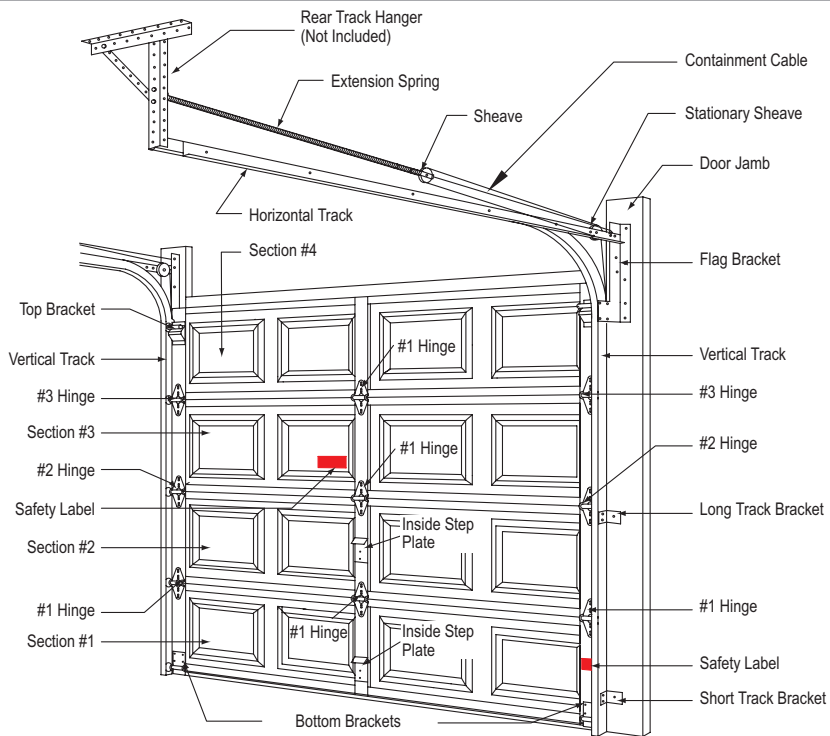 Rear Track Hanger
(Not Included)
Extension Spring
Containment Cable
Sheave
Stationary Sheave
Door Jamb
Horizontal Track
Section #4
Flag Bracket
Top Bracket
#1 Hinge
Vertical Track
Vertical Track
#3 Hinge
#3 Hinge
Section #3
#1 Hinge
#2 Hinge
#2 Hinge
Safety Label
Long Track Bracket
Inside Step
Plate
Section #2
#1 Hinge
#1 Hinge
#1 Hinge
Inside Step
Plate
Section #1
Safety Label
Short Track Bracket
Bottom Brackets